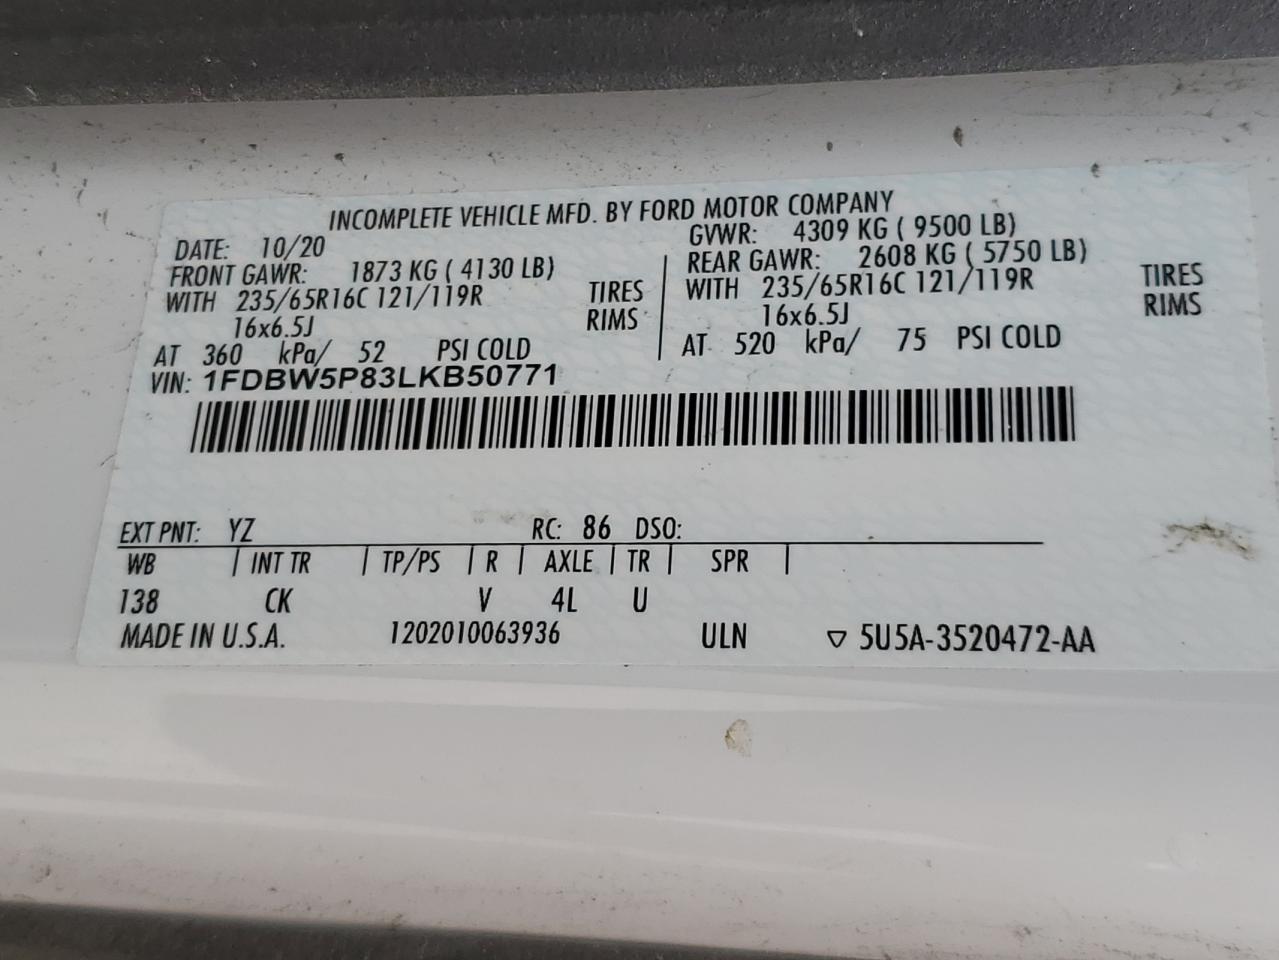 INCOMPLETE VEHICLE MFD. BY FORD MOTOR COMPANY
DATE: 10/20 GVWR: 4309 KG ( 9500 LB)
FRONT GAWR: 1873 KG ( 4130 LB) REAR GAWR: 2608 KG ( 5750 LB)
WITH 235/65R16C 121/119R TIRES WITH 235/65R16C 121/119R TIRES
16x6.5J RIMS 16x6.5J RIMS
AT 360 kPa/ 52 PSI COLD AT 520 kPa/ 75 PSI COLD
VIN: 1FDBW5P83LKB50771
EXT PNT: YZ RC: 86 DSO:
WB INT TR TP/PS R AXLE TR SPR
138 CK V 4L U
MADE IN U.S.A. 1202010063936 ULN ▽ 5U5A-3520472-AA